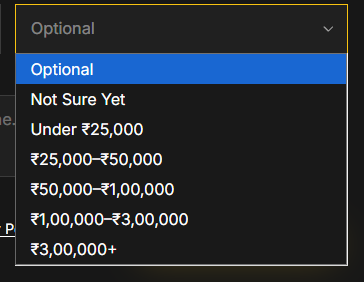 Optional
Optional
Not Sure Yet
Under ₹25,000
₹25,000–₹50,000
₹50,000–₹1,00,000
₹1,00,000–₹3,00,000
₹3,00,000+